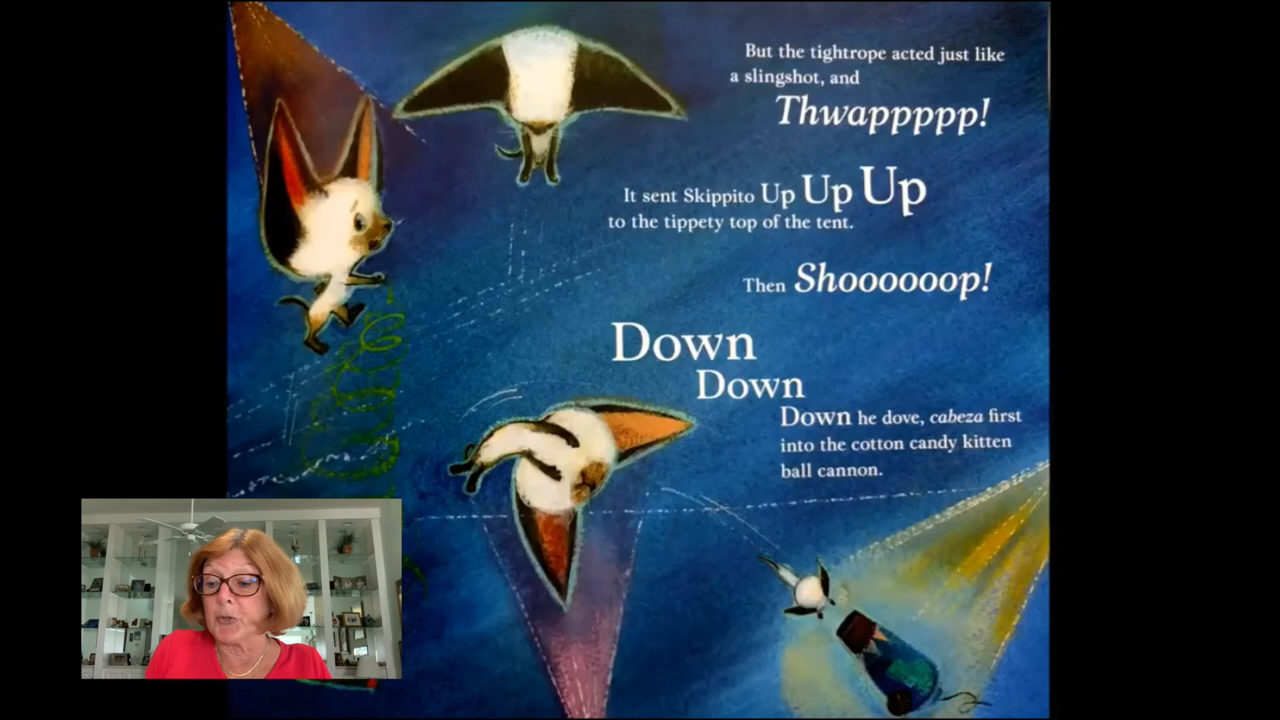 But the tightrope acted just like
a slingshot, and
Thwappppp!
It sent Skippito Up Up Up
to the tippety top of the tent.
Then Shoooooop!
Down
Down
Down he dove, cabeza first
into the cotton candy kitten
ball cannon.